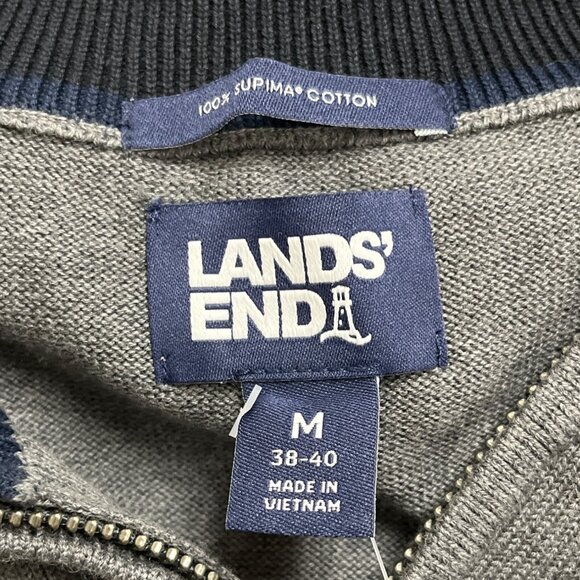 100% SUPIMA® COTTON
LANDS'
END
M
38-40
MADE IN
VIETNAM